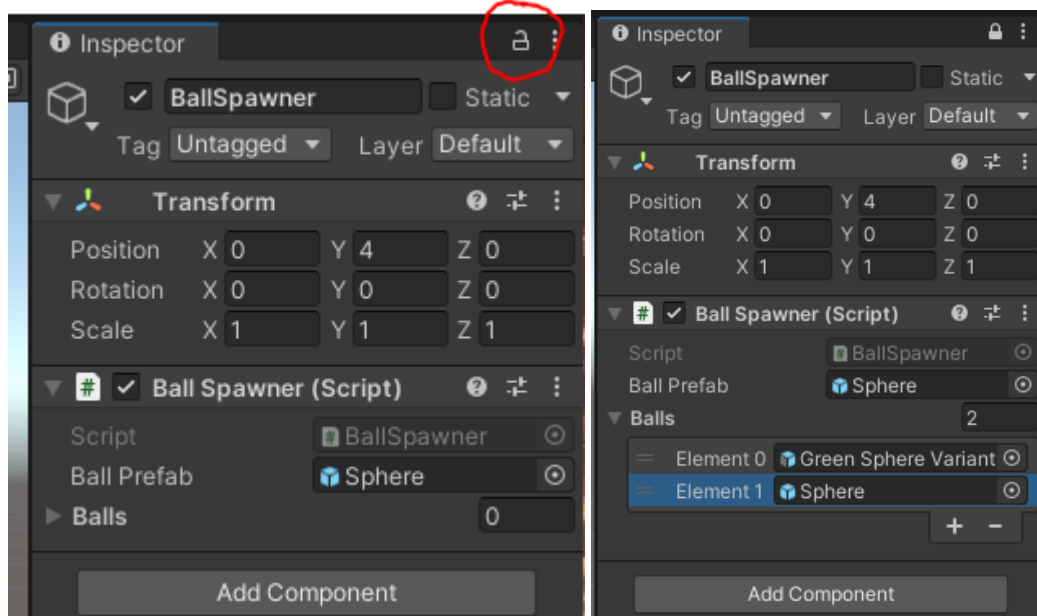 Inspector
BallSpawner Static
Tag Untagged Layer Default
Transform
Position X 0 Y 4 Z 0
Rotation X 0 Y 0 Z 0
Scale X 1 Y 1 Z 1
# Ball Spawner (Script)
Script # BallSpawner
Ball Prefab Sphere
Balls 0
Add Component
Inspector
BallSpawner Static
Tag Untagged Layer Default
Transform
Position X 0 Y 4 Z 0
Rotation X 0 Y 0 Z 0
Scale X 1 Y 1 Z 1
# Ball Spawner (Script)
Script # BallSpawner
Ball Prefab Sphere
Balls 2
Element 0 Green Sphere Variant
Element 1 Sphere
+ -
Add Component